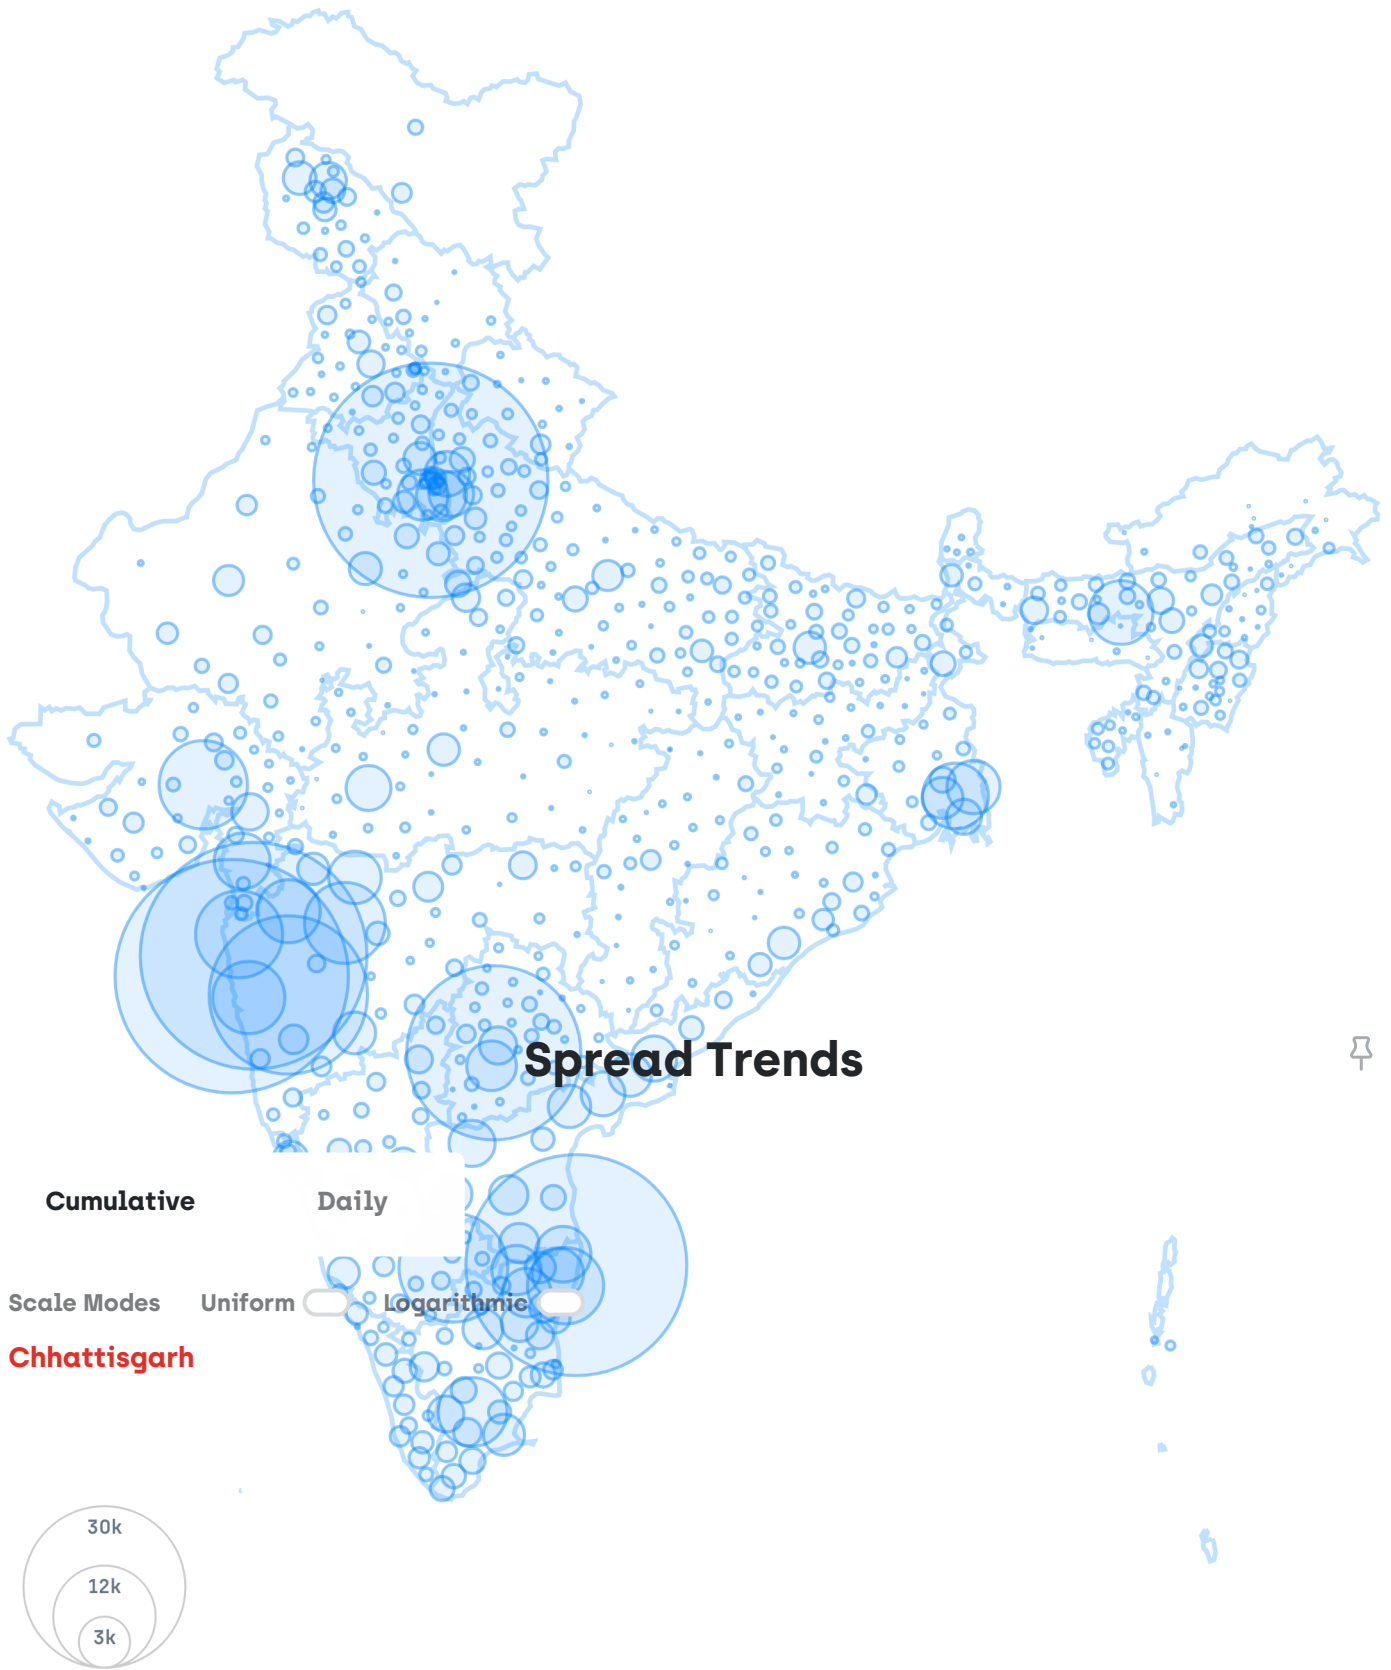 Spread Trends
Cumulative
Daily
Scale Modes
Uniform
Logarithmic
Chhattisgarh
30k
12k
3k